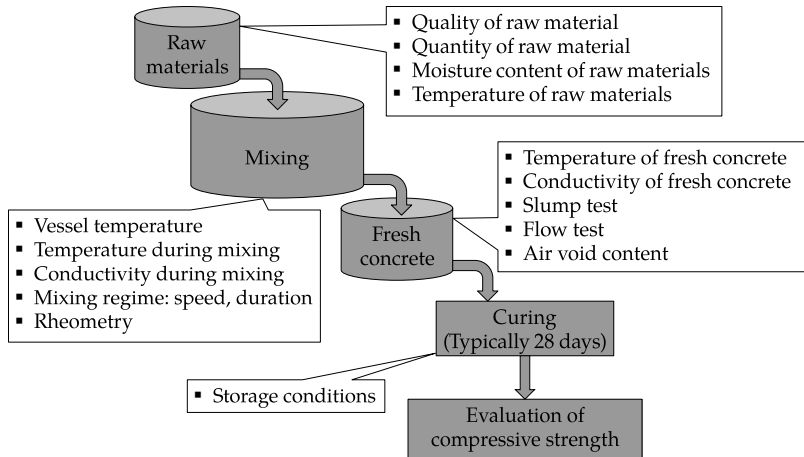 Raw
materials
▪ Quality of raw material
▪ Quantity of raw material
▪ Moisture content of raw materials
▪ Temperature of raw materials
Mixing
▪ Vessel temperature
▪ Temperature during mixing
▪ Conductivity during mixing
▪ Mixing regime: speed, duration
▪ Rheometry
Fresh
concrete
▪ Temperature of fresh concrete
▪ Conductivity of fresh concrete
▪ Slump test
▪ Flow test
▪ Air void content
Curing
(Typically 28 days)
▪ Storage conditions
Evaluation of
compressive strength